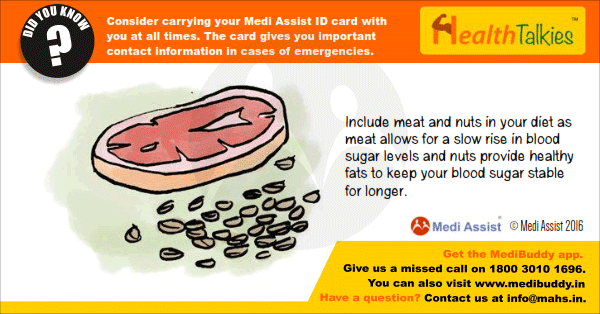 DID YOU KNOW
?
Consider carrying your Medi Assist ID card with
you at all times. The card gives you important
contact information in cases of emergencies.
HealthTalkies™
Include meat and nuts in your diet as
meat allows for a slow rise in blood
sugar levels and nuts provide healthy
fats to keep your blood sugar stable
for longer.
Medi Assist® © Medi Assist 2016
Get the MediBuddy app.
Give us a missed call on 1800 3010 1696.
You can also visit www.medibuddy.in
Have a question? Contact us at info@mahs.in.